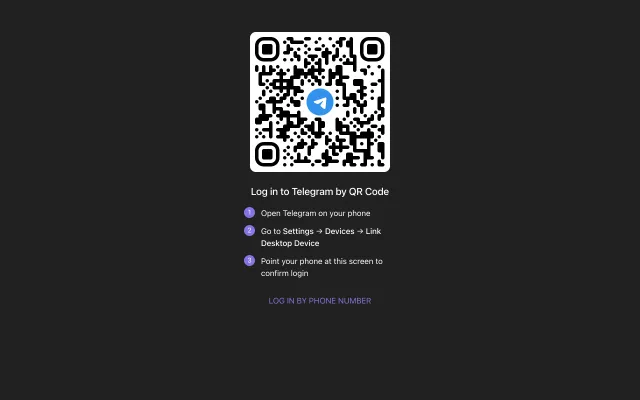 Log in to Telegram by QR Code
1 Open Telegram on your phone
2 Go to Settings → Devices → Link
Desktop Device
3 Point your phone at this screen to
confirm login
LOG IN BY PHONE NUMBER